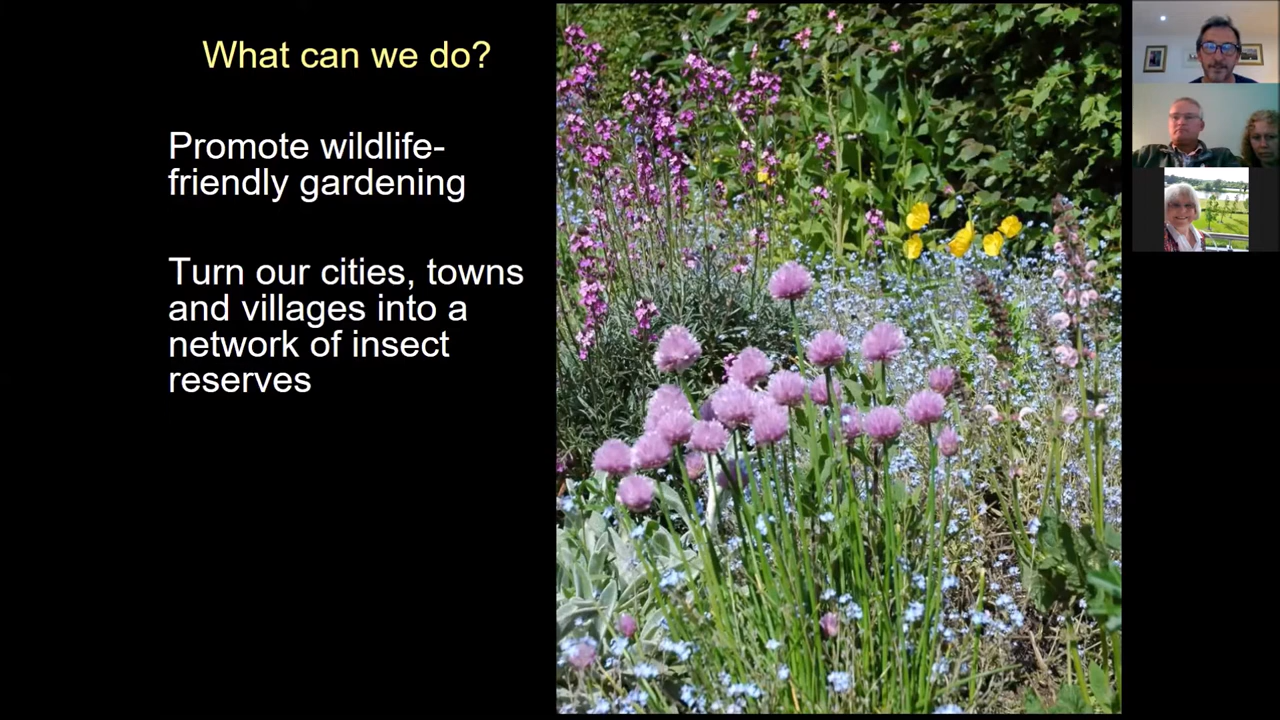 What can we do?
Promote wildlife-
friendly gardening
Turn our cities, towns
and villages into a
network of insect
reserves